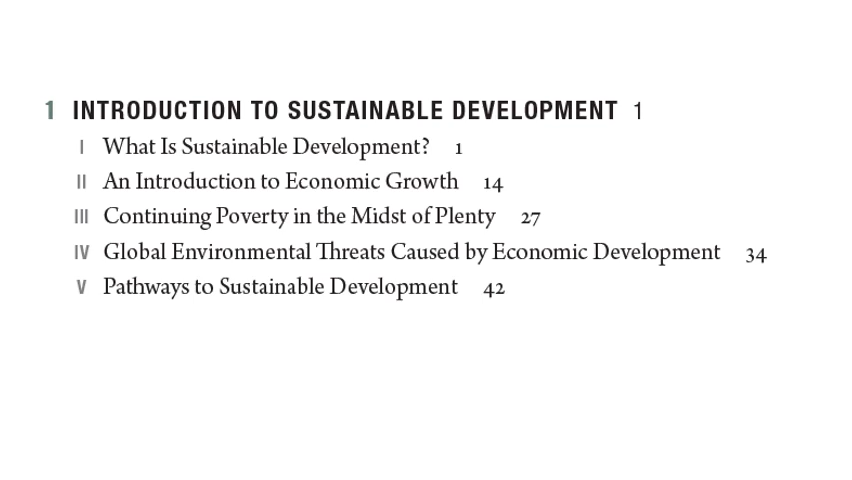 1 INTRODUCTION TO SUSTAINABLE DEVELOPMENT 1
I What Is Sustainable Development? 1
II An Introduction to Economic Growth 14
III Continuing Poverty in the Midst of Plenty 27
IV Global Environmental Threats Caused by Economic Development 34
V Pathways to Sustainable Development 42